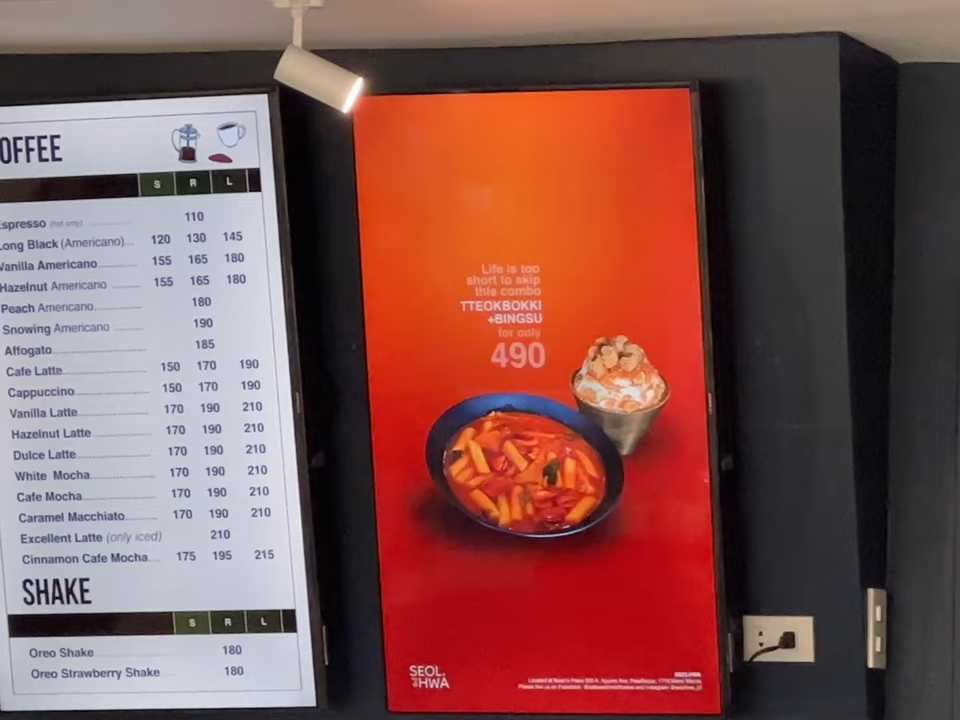 OFFEE
S R L
Espresso (hot only) 110
Long Black (Americano) 120 130 145
Vanilla Americano 155 165 180
Hazelnut Americano 155 165 180
Peach Americano 180
Snowing Americano 190
Affogato 185
Cafe Latte 150 170 190
Cappuccino 150 170 190
Vanilla Latte 170 190 210
Hazelnut Latte 170 190 210
Dulce Latte 170 190 210
White Mocha 170 190 210
Cafe Mocha 170 190 210
Caramel Macchiato 170 190 210
Excellent Latte (only iced) 210
Cinnamon Cafe Mocha 175 195 215
SHAKE
S R L
Oreo Shake 180
Oreo Strawberry Shake 180
Life is too
short to skip
this combo
TTEOKBOKKI
+BINGSU
for only
490
SEOL
HWA
SEOLHWA